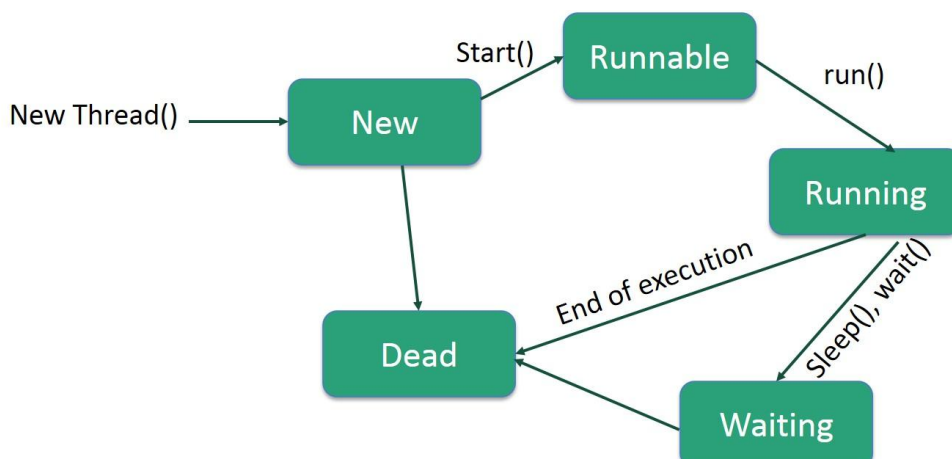 Start()
Runnable
run()
New Thread()
New
Running
End of execution
Sleep(), wait()
Dead
Waiting